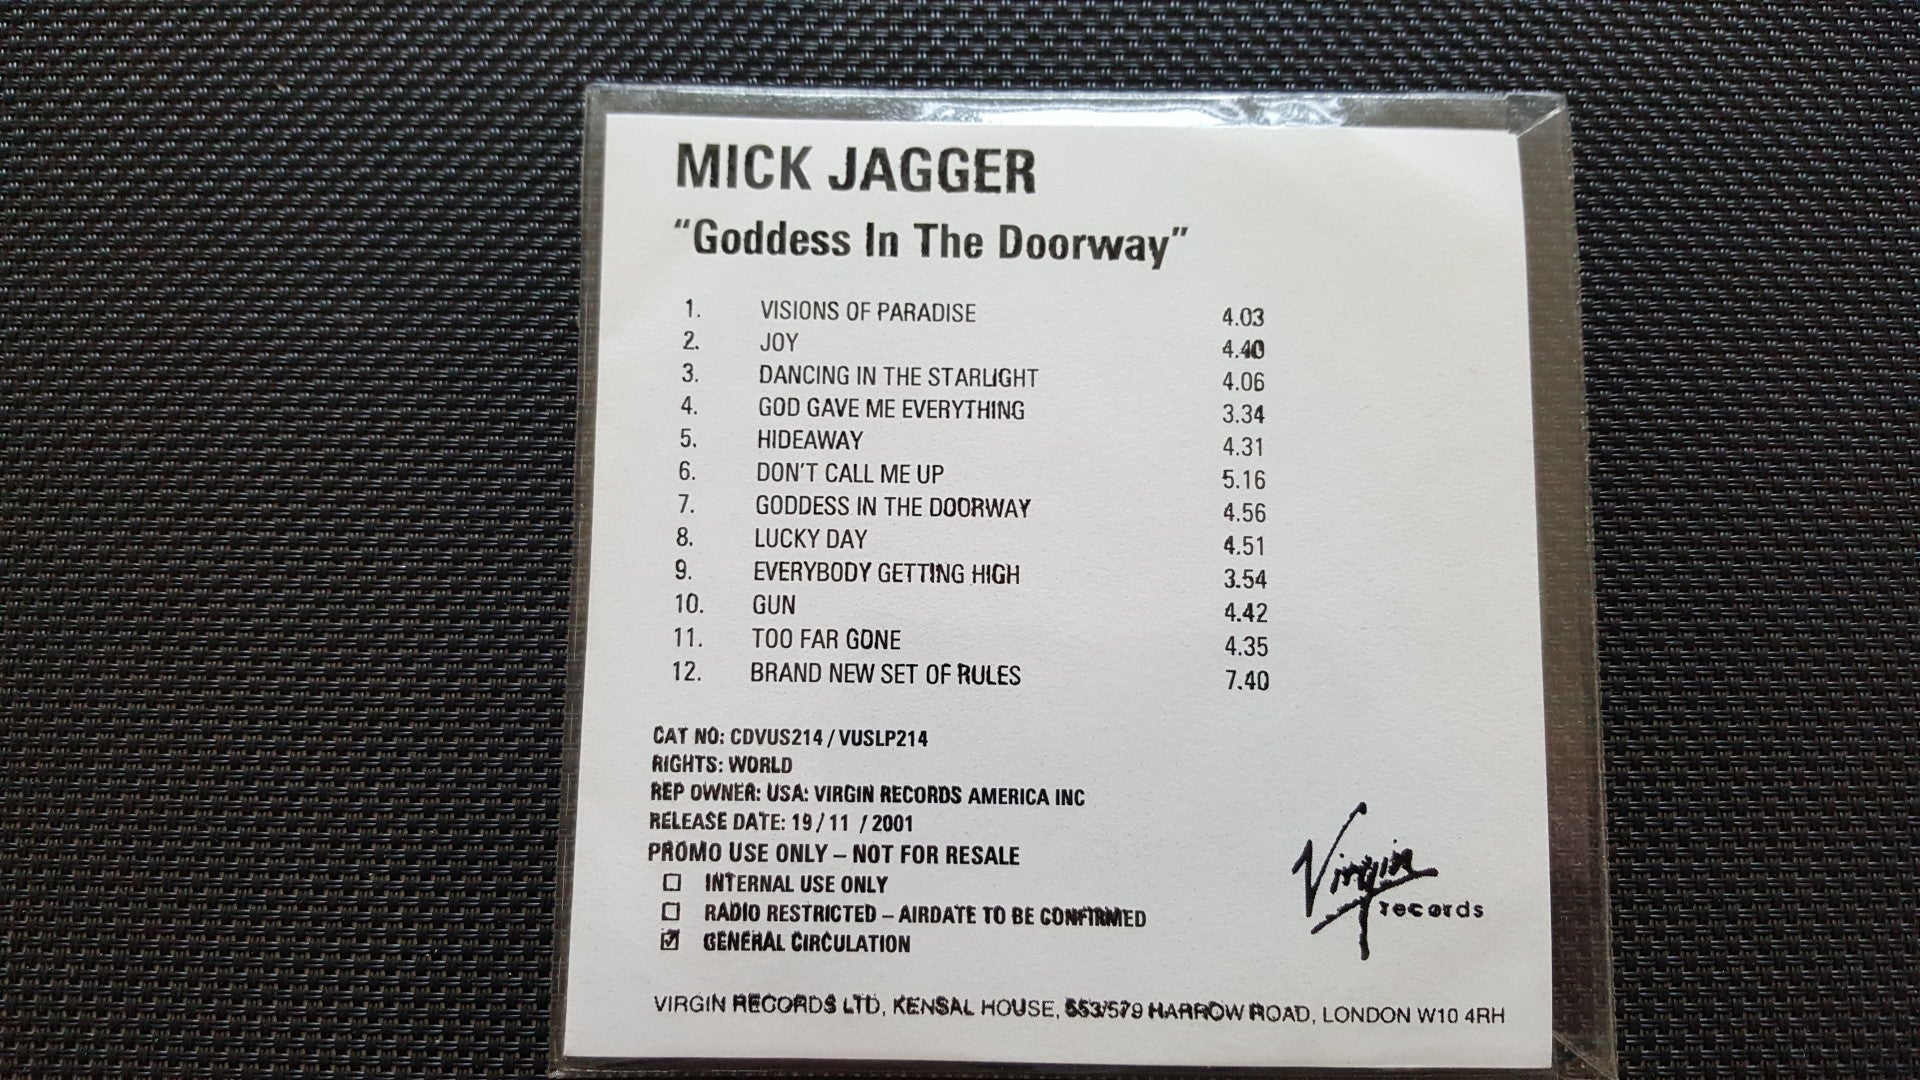 MICK JAGGER
“Goddess In The Doorway”
1. VISIONS OF PARADISE 4.03
2. JOY 4.40
3. DANCING IN THE STARLIGHT 4.06
4. GOD GAVE ME EVERYTHING 3.34
5. HIDEAWAY 4.31
6. DON'T CALL ME UP 5.16
7. GODDESS IN THE DOORWAY 4.56
8. LUCKY DAY 4.51
9. EVERYBODY GETTING HIGH 3.54
10. GUN 4.42
11. TOO FAR GONE 4.35
12. BRAND NEW SET OF RULES 7.40
CAT NO: CDVUS214 / VUSLP214
RIGHTS: WORLD
REP OWNER: USA: VIRGIN RECORDS AMERICA INC
RELEASE DATE: 19 / 11 / 2001
PROMO USE ONLY – NOT FOR RESALE
INTERNAL USE ONLY
RADIO RESTRICTED – AIRDATE TO BE CONFIRMED
GENERAL CIRCULATION
Virgin
records
VIRGIN RECORDS LTD, KENSAL HOUSE, 553/579 HARROW ROAD, LONDON W10 4RH